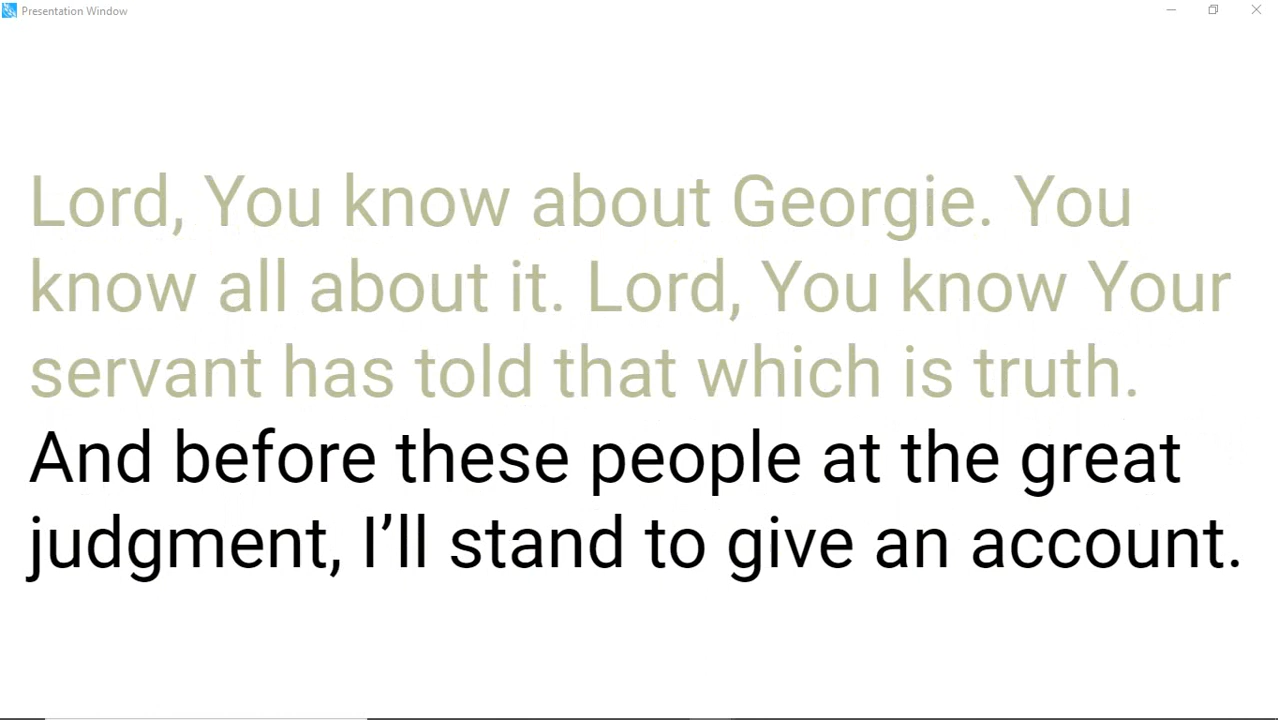 Presentation Window
Lord, You know about Georgie. You
know all about it. Lord, You know Your
servant has told that which is truth.
And before these people at the great
judgment, I’ll stand to give an account.